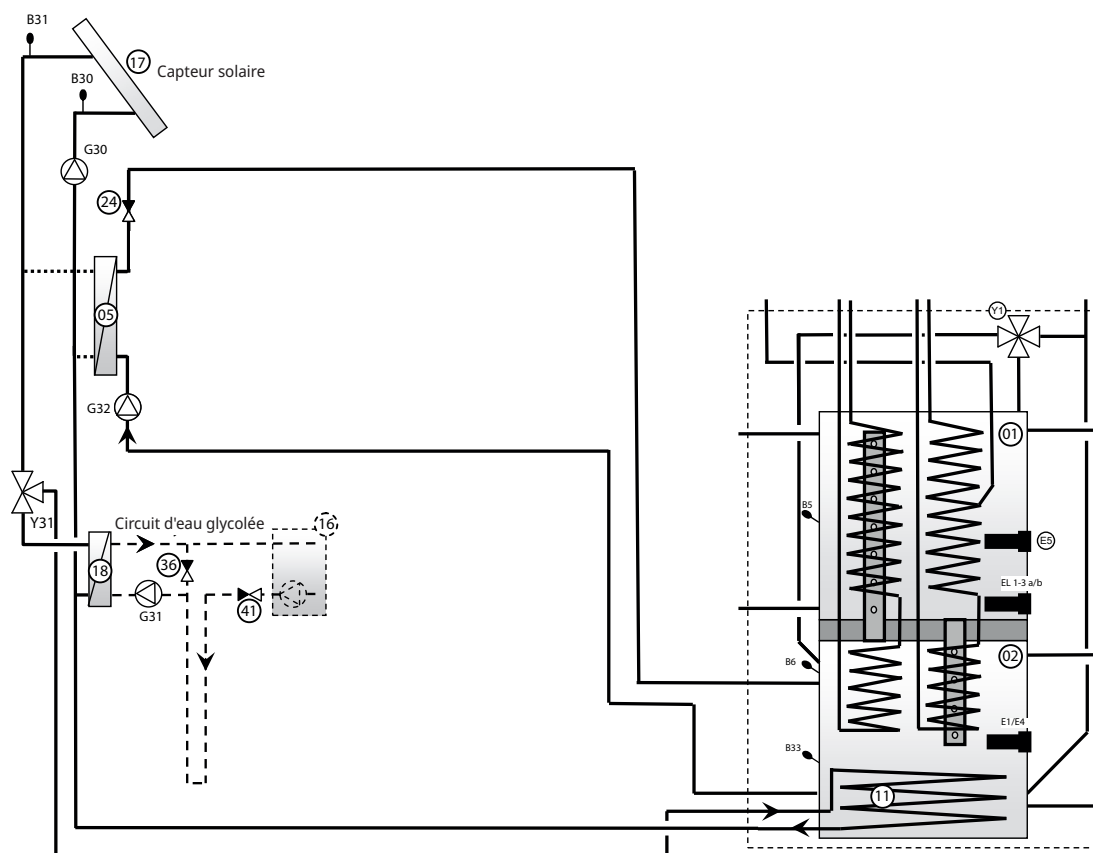 B31
17
Capteur solaire
B30
G30
24
05
G32
Y1
01
B5
E5
Y31
Circuit d'eau glycolée
16
18
36
41
G31
EL 1-3 a/b
02
B6
E1/E4
B33
11